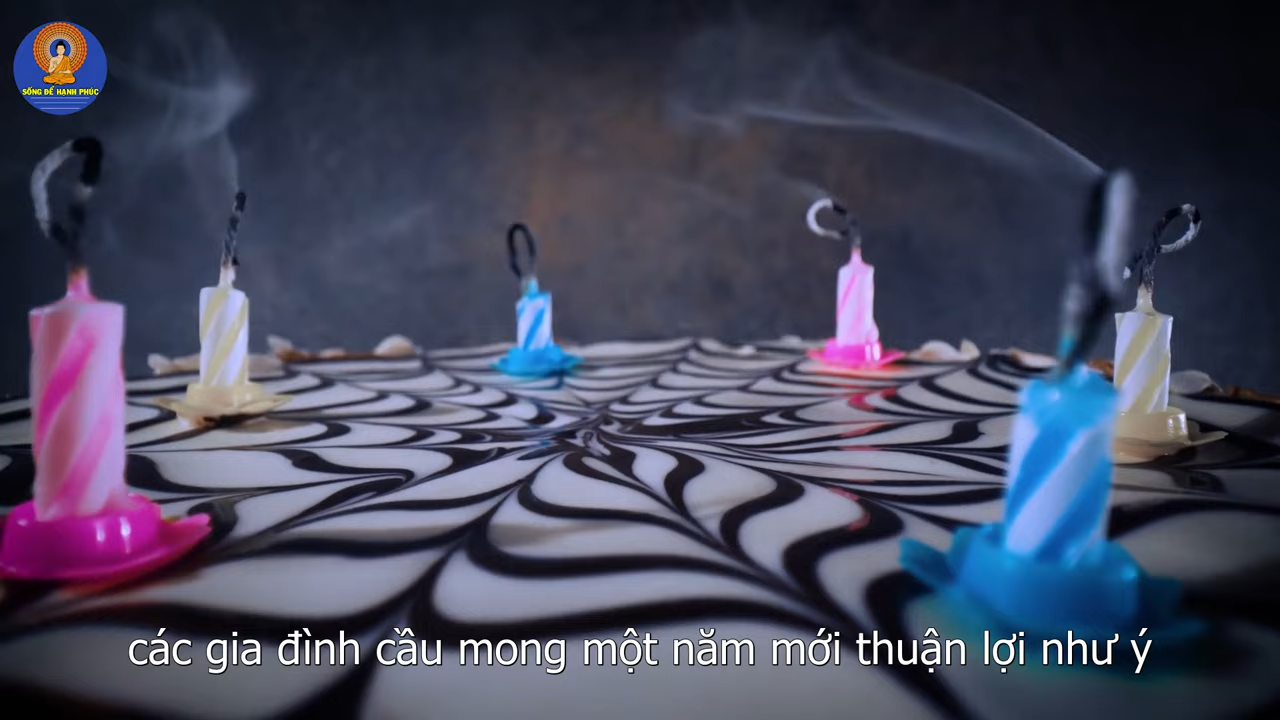 SỐNG ĐỂ HẠNH PHÚC
các gia đình cầu mong một năm mới thuận lợi như ý